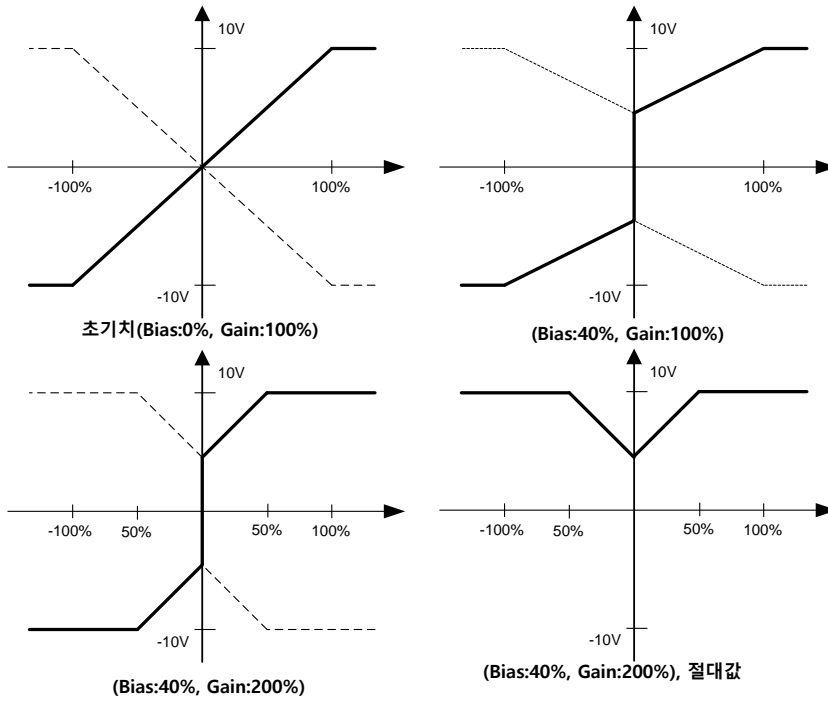 10V
-100%
100%
-10V
초기치(Bias:0%, Gain:100%)
10V
-100%
100%
-10V
(Bias:40%, Gain:100%)
10V
-100%
50%
50%
100%
-10V
(Bias:40%, Gain:200%)
10V
-100%
50%
50%
100%
-10V
(Bias:40%, Gain:200%), 절대값